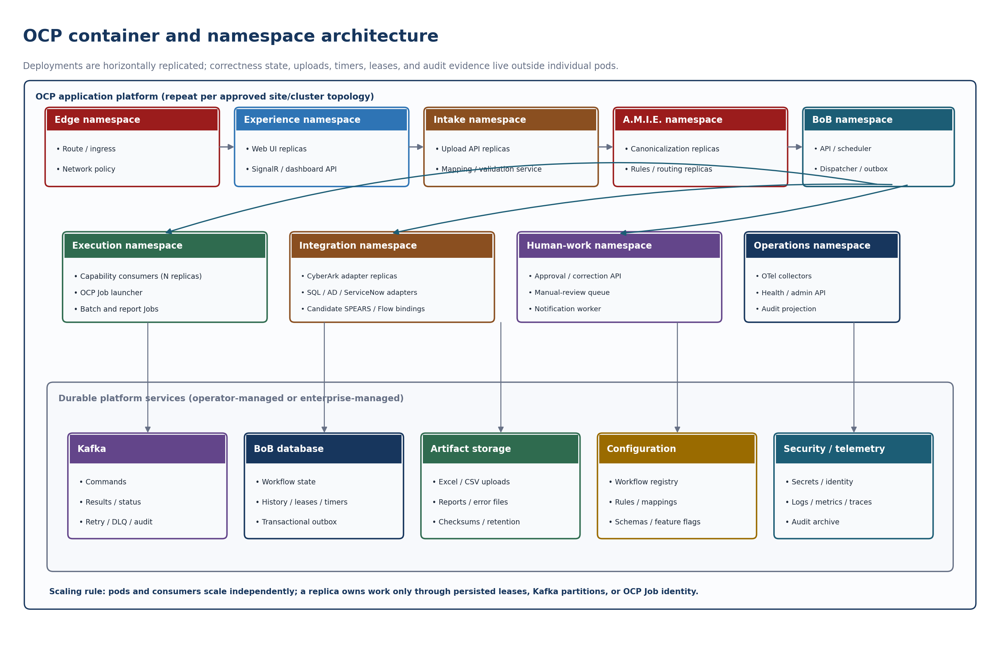 OCP container and namespace architecture
Deployments are horizontally replicated; correctness state, uploads, timers, leases, and audit evidence live outside individual pods.
OCP application platform (repeat per approved site/cluster topology)
Edge namespace
• Route / ingress
• Network policy
Experience namespace
• Web UI replicas
• SignalR / dashboard API
Intake namespace
• Upload API replicas
• Mapping / validation service
A.M.I.E. namespace
• Canonicalization replicas
• Rules / routing replicas
BoB namespace
• API / scheduler
• Dispatcher / outbox
Execution namespace
• Capability consumers (N replicas)
• OCP Job launcher
• Batch and report Jobs
Integration namespace
• CyberArk adapter replicas
• SQL / AD / ServiceNow adapters
• Candidate SPEARS / Flow bindings
Human-work namespace
• Approval / correction API
• Manual-review queue
• Notification worker
Operations namespace
• OTel collectors
• Health / admin API
• Audit projection
Durable platform services (operator-managed or enterprise-managed)
Kafka
• Commands
• Results / status
• Retry / DLQ / audit
BoB database
• Workflow state
• History / leases / timers
• Transactional outbox
Artifact storage
• Excel / CSV uploads
• Reports / error files
• Checksums / retention
Configuration
• Workflow registry
• Rules / mappings
• Schemas / feature flags
Security / telemetry
• Secrets / identity
• Logs / metrics / traces
• Audit archive
Scaling rule: pods and consumers scale independently; a replica owns work only through persisted leases, Kafka partitions, or OCP Job identity.